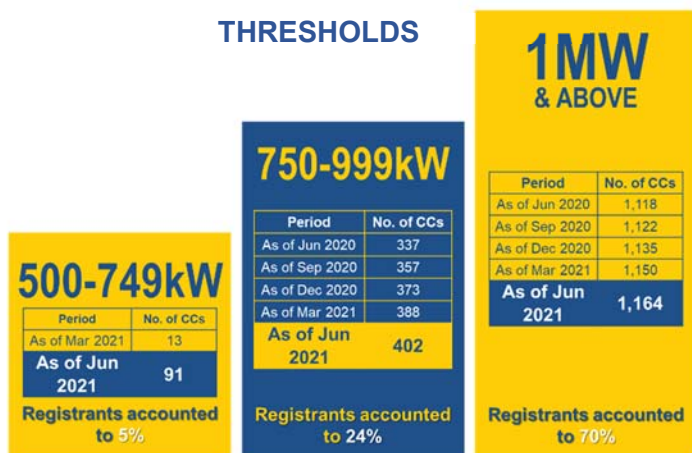 THRESHOLDS
500-749kW
Period No. of CCs
As of Mar 2021 13
As of Jun
2021 91
Registrants accounted
to 5%
750-999kW
Period No. of CCs
As of Jun 2020 337
As of Sep 2020 357
As of Dec 2020 373
As of Mar 2021 388
As of Jun
2021 402
Registrants accounted
to 24%
1MW
& ABOVE
Period No. of CCs
As of Jun 2020 1,118
As of Sep 2020 1,122
As of Dec 2020 1,135
As of Mar 2021 1,150
As of Jun
2021 1,164
Registrants accounted
to 70%